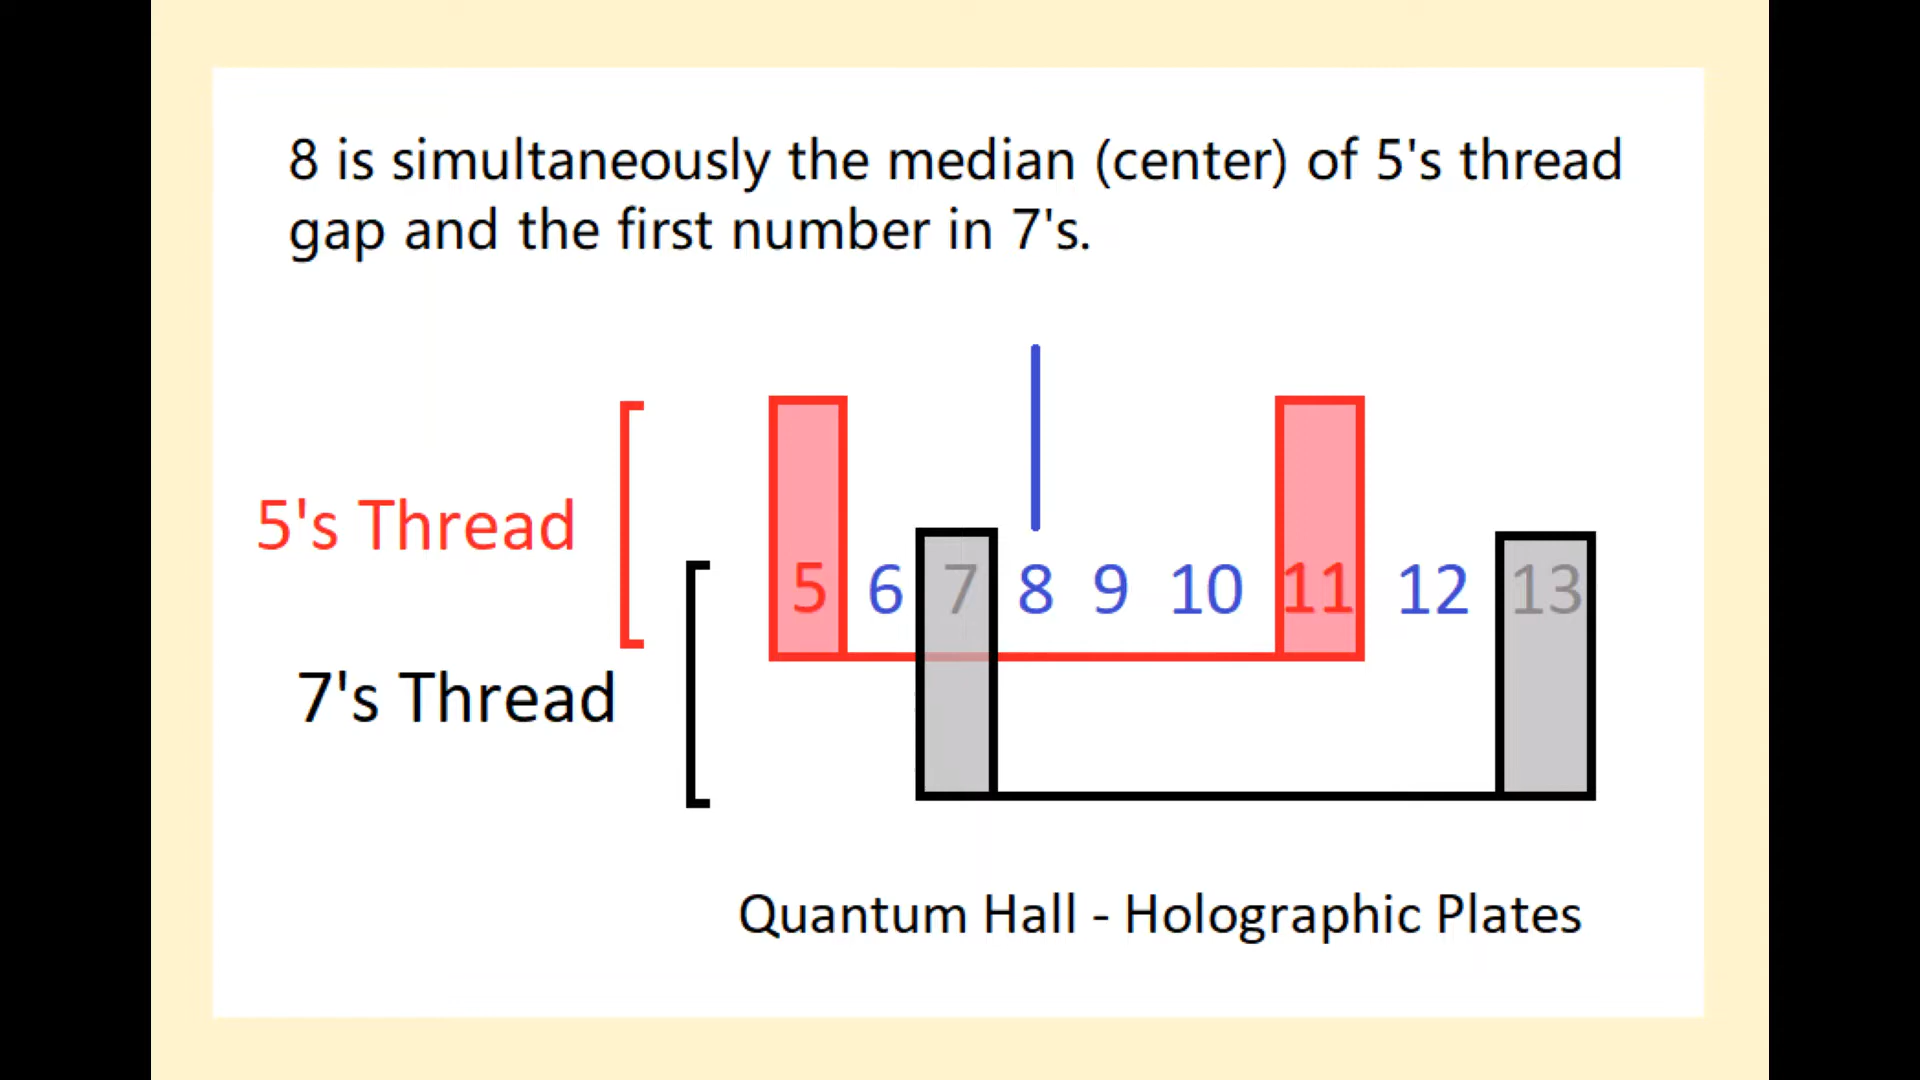 8 is simultaneously the median (center) of 5's thread
gap and the first number in 7's.
5's Thread
5 6 7 8 9 10 11 12 13
7's Thread
Quantum Hall - Holographic Plates